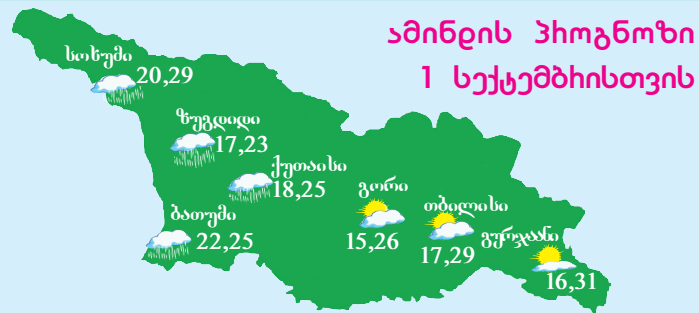 ამინდის პროგნოზი
1 სექტემბრისთვის
სოხუმი
20,29
ზუგდიდი
17,23
ქუთაისი
18,25
გორი
15,26
თბილისი
17,29
ბათუმი
22,25
გურჯაანი
16,31